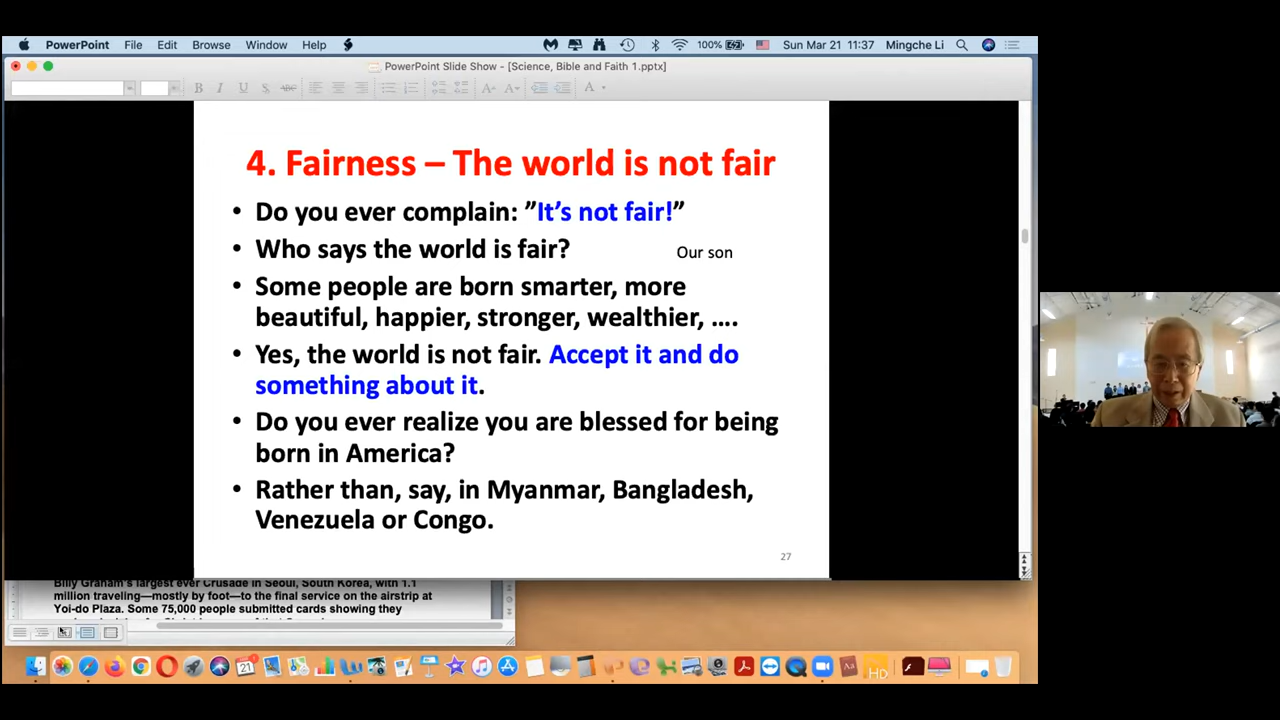 PowerPoint File Edit Browse Window Help 100% Sun Mar 21 11:37 Mingche Li
PowerPoint Slide Show - [Science, Bible and Faith 1.pptx]
B I U S ABC A A A
4. Fairness – The world is not fair
• Do you ever complain: ”It’s not fair!”
• Who says the world is fair? Our son
• Some people are born smarter, more
beautiful, happier, stronger, wealthier, ....
• Yes, the world is not fair. Accept it and do
something about it.
• Do you ever realize you are blessed for being
born in America?
• Rather than, say, in Myanmar, Bangladesh,
Venezuela or Congo.
27
Billy Graham's largest ever Crusade in Seoul, South Korea, with 1.1
million traveling—mostly by foot—to the final service on the airstrip at
Yoi-do Plaza. Some 75,000 people submitted cards showing they
21
HD